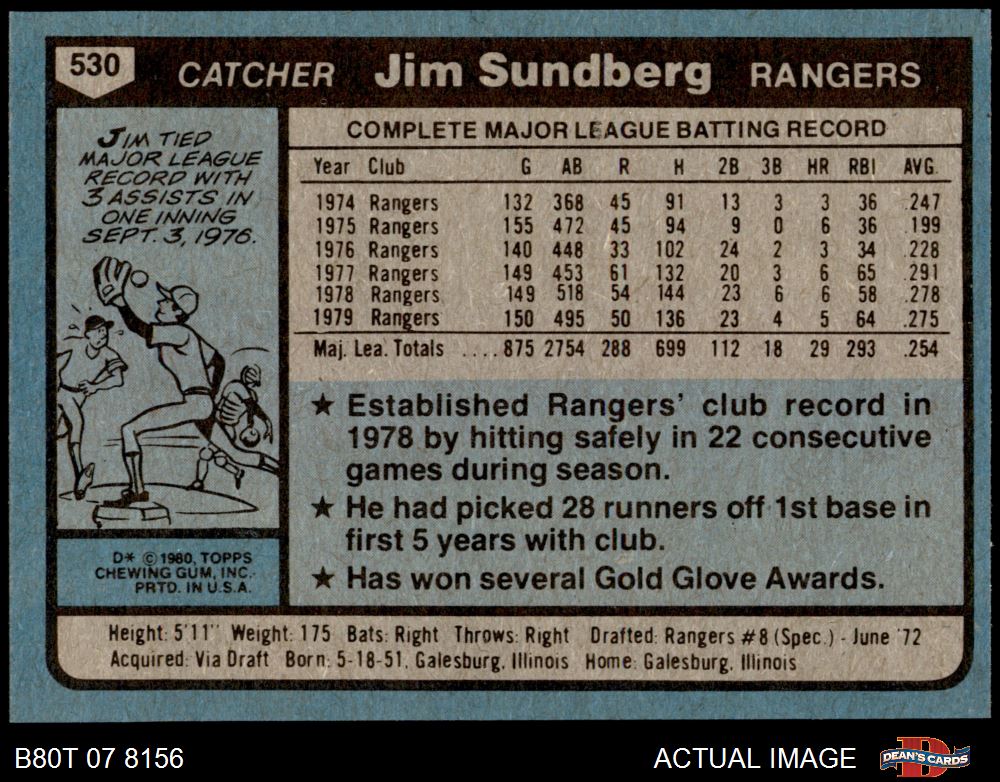 530 CATCHER Jim Sundberg RANGERS
JIM TIED
MAJOR LEAGUE
RECORD WITH
3 ASSISTS IN
ONE INNING
SEPT. 3, 1976.
D* © 1980, TOPPS
CHEWING GUM, INC.
PRTD. IN U.S.A.
COMPLETE MAJOR LEAGUE BATTING RECORD
Year Club G AB R H 2B 3B HR RBI AVG.
1974 Rangers 132 368 45 91 13 3 3 36 .247
1975 Rangers 155 472 45 94 9 0 6 36 .199
1976 Rangers 140 448 33 102 24 2 3 34 .228
1977 Rangers 149 453 61 132 20 3 6 65 .291
1978 Rangers 149 518 54 144 23 6 6 58 .278
1979 Rangers 150 495 50 136 23 4 5 64 .275
Maj. Lea. Totals ....875 2754 288 699 112 18 29 293 .254
★ Established Rangers' club record in
1978 by hitting safely in 22 consecutive
games during season.
★ He had picked 28 runners off 1st base in
first 5 years with club.
★ Has won several Gold Glove Awards.
Height: 5'11" Weight: 175 Bats: Right Throws: Right Drafted: Rangers #8 (Spec.) - June '72
Acquired: Via Draft Born: 5-18-51, Galesburg, Illinois Home: Galesburg, Illinois
B80T 07 8156 ACTUAL IMAGE DEAN'S CARDS